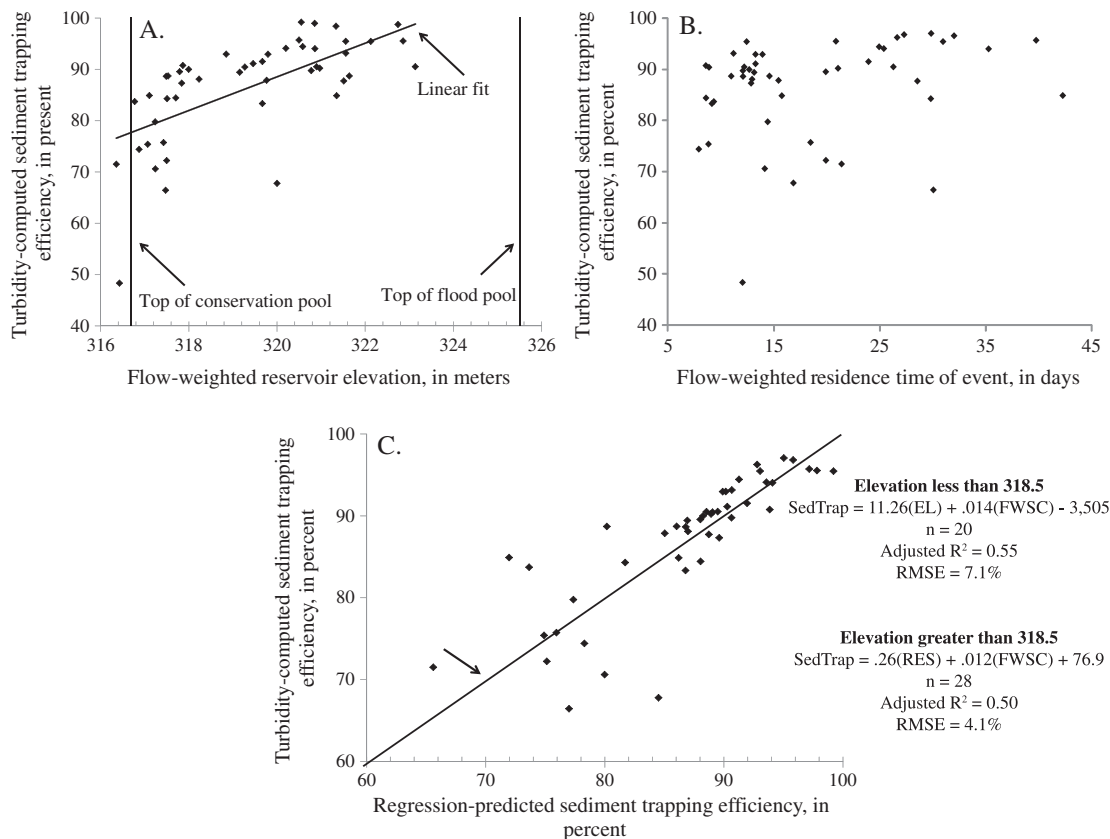 A.
100
90
80
70
60
50
40
316
318
320
322
324
326
Turbidity-computed sediment trapping
efficiency, in present
Linear fit
Top of conservation pool
Top of flood pool
Flow-weighted reservoir elevation, in meters
B.
100
90
80
70
60
50
40
5
15
25
35
45
Turbidity-computed sediment trapping
efficiency, in percent
Flow-weighted residence time of event, in days
C.
100
90
80
70
60
60
70
80
90
100
Turbidity-computed sediment trapping
efficiency, in percent
Regression-predicted sediment trapping efficiency, in
percent
Elevation less than 318.5
SedTrap = 11.26(EL) + .014(FWSC) - 3,505
n = 20
Adjusted R² = 0.55
RMSE = 7.1%
Elevation greater than 318.5
SedTrap = .26(RES) + .012(FWSC) + 76.9
n = 28
Adjusted R² = 0.50
RMSE = 4.1%